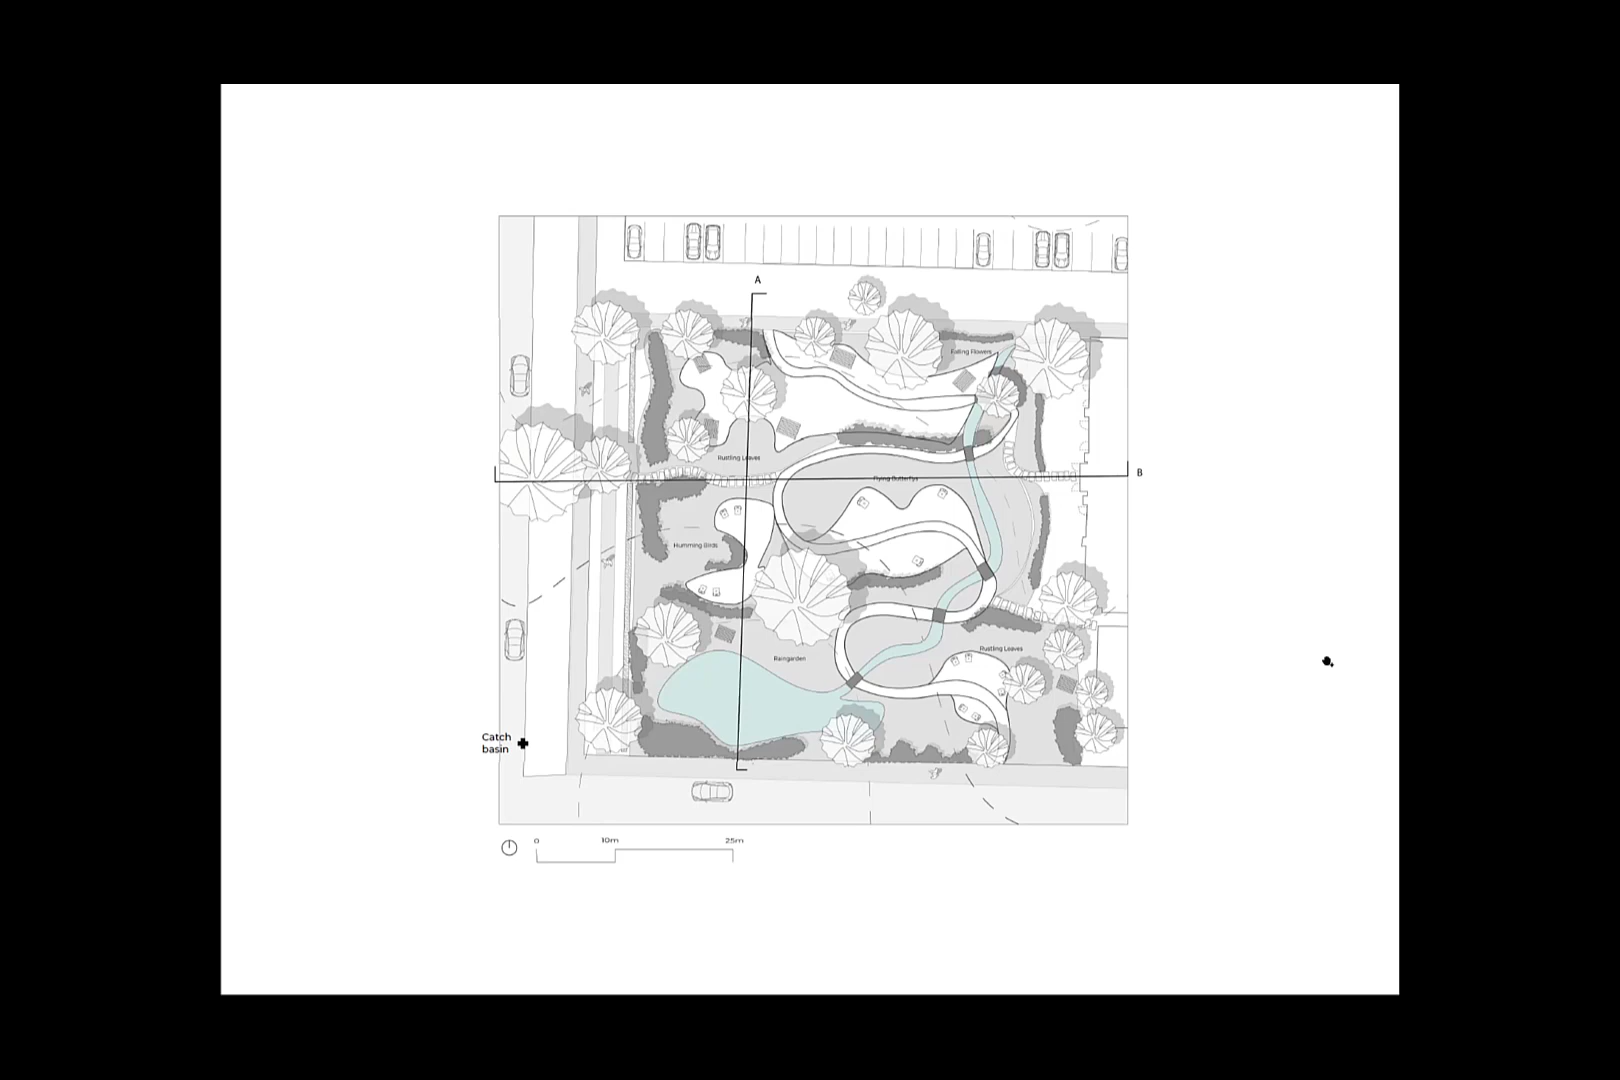 A
Falling Flowers
Rustling Leaves
B
Flying Butterflys
Humming Birds
Rustling Leaves
Raingarden
Catch
basin
0 10m 25m